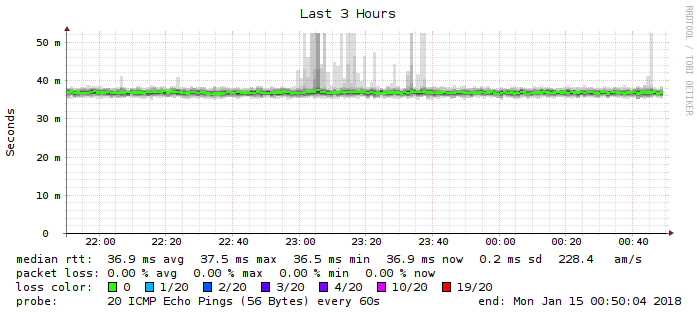 Last 3 Hours
RRDTOOL / TOBI OETIKER
Seconds
50 m
40 m
30 m
20 m
10 m
0
22:00 22:20 22:40 23:00 23:20 23:40 00:00 00:20 00:40
median rtt: 36.9 ms avg 37.5 ms max 36.5 ms min 36.9 ms now 0.2 ms sd 228.4 am/s
packet loss: 0.00 % avg 0.00 % max 0.00 % min 0.00 % now
loss color: 0 1/20 2/20 3/20 4/20 10/20 19/20
probe: 20 ICMP Echo Pings (56 Bytes) every 60s end: Mon Jan 15 00:50:04 2018